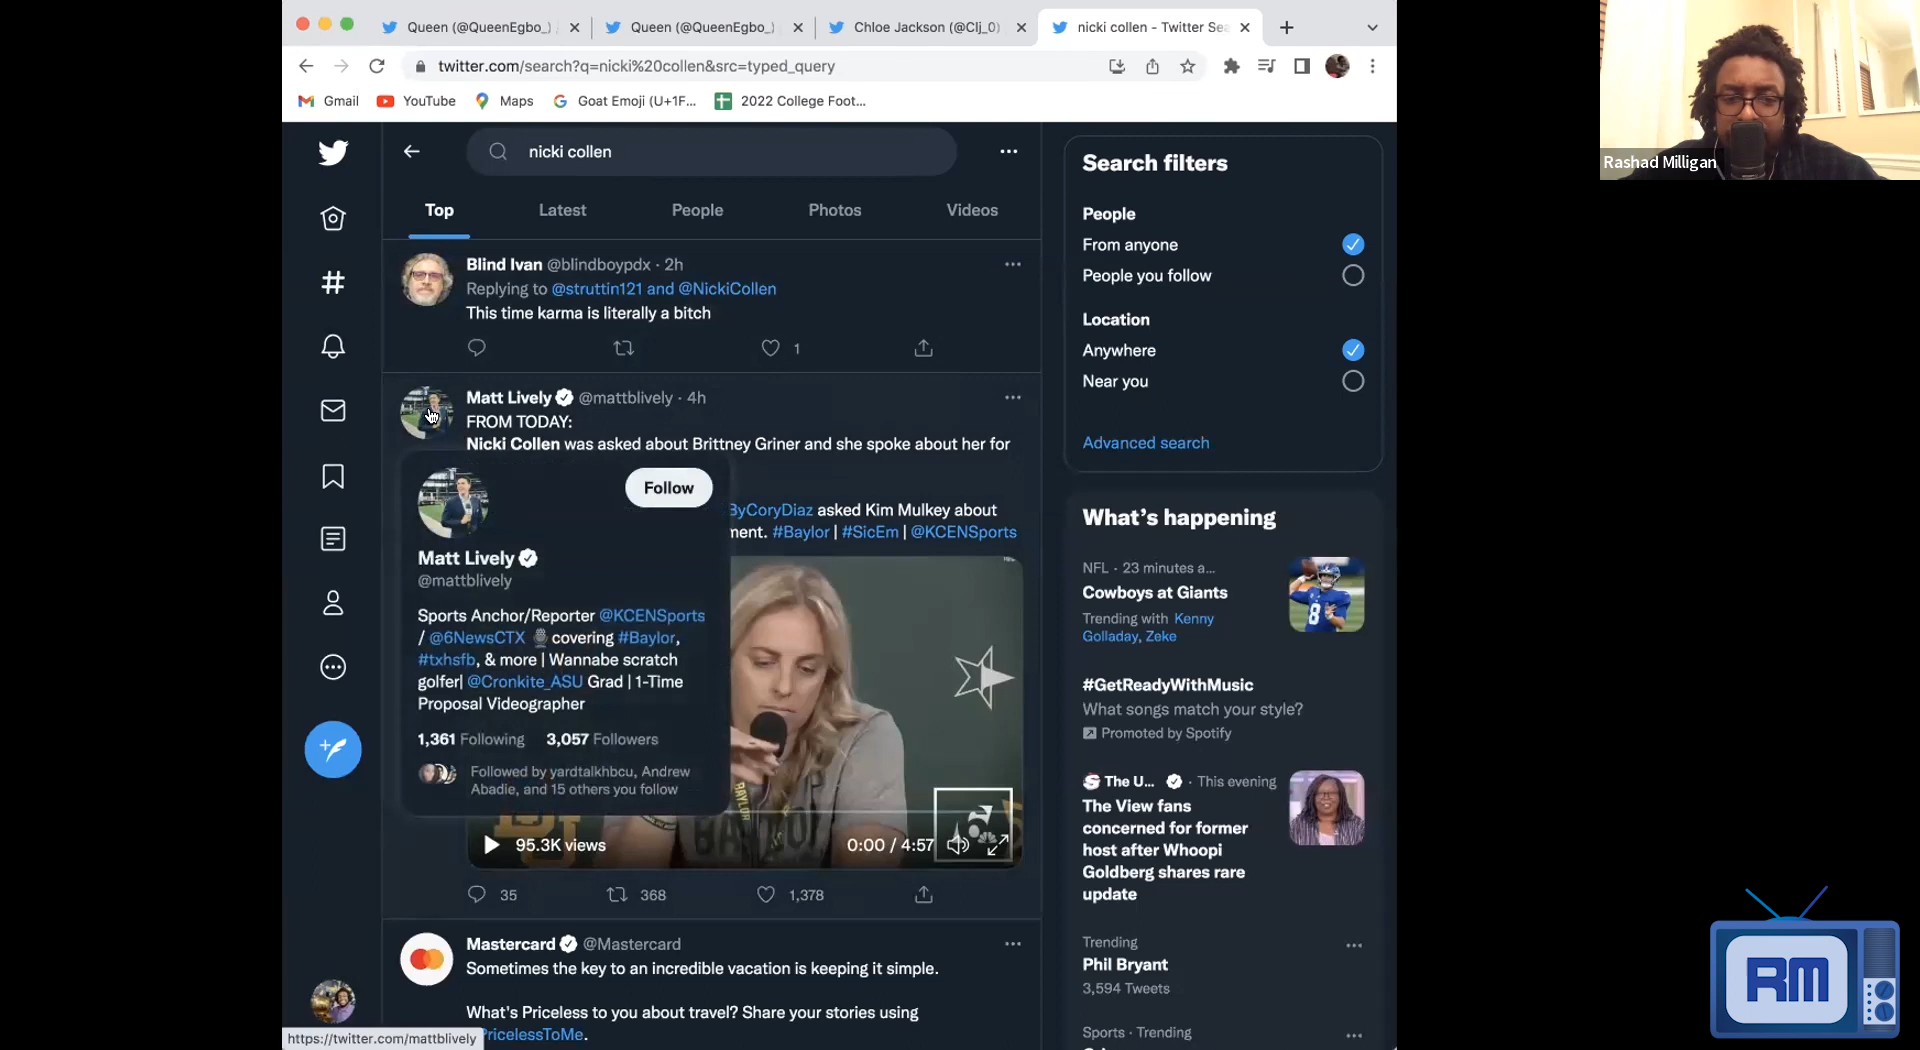 Queen (@QueenEgbo_)
Queen (@QueenEgbo_)
Chloe Jackson (@Clj_0)
nicki collen - Twitter Sea
twitter.com/search?q=nicki%20collen&src=typed_query
Gmail
YouTube
Maps
Goat Emoji (U+1F...
2022 College Foot...
nicki collen
Top
Latest
People
Photos
Videos
Blind Ivan @blindboypdx · 2h
Replying to @struttin121 and @NickiCollen
This time karma is literally a bitch
1
Matt Lively @mattblively · 4h
FROM TODAY:
Nicki Collen was asked about Brittney Griner and she spoke about her for
ByCoryDiaz asked Kim Mulkey about
ment. #Baylor | #SicEm | @KCENSports
Follow
Matt Lively
@mattblively
Sports Anchor/Reporter @KCENSports
/ @6NewsCTX covering #Baylor,
#txhsfb, & more | Wannabe scratch
golfer| @Cronkite_ASU Grad | 1-Time
Proposal Videographer
1,361 Following 3,057 Followers
Followed by yardtalkhbcu, Andrew
Abadie, and 15 others you follow
BAYLOR
95.3K views
0:00 / 4:57
35
368
1,378
Mastercard @Mastercard
Sometimes the key to an incredible vacation is keeping it simple.
What's Priceless to you about travel? Share your stories using
PricelessToMe.
https://twitter.com/mattblively
Search filters
People
From anyone
People you follow
Location
Anywhere
Near you
Advanced search
What's happening
NFL · 23 minutes a...
Cowboys at Giants
Trending with Kenny
Golladay, Zeke
#GetReadyWithMusic
What songs match your style?
Promoted by Spotify
The U... · This evening
The View fans
concerned for former
host after Whoopi
Goldberg shares rare
update
Trending
Phil Bryant
3,594 Tweets
Sports · Trending
Rashad Milligan
RM